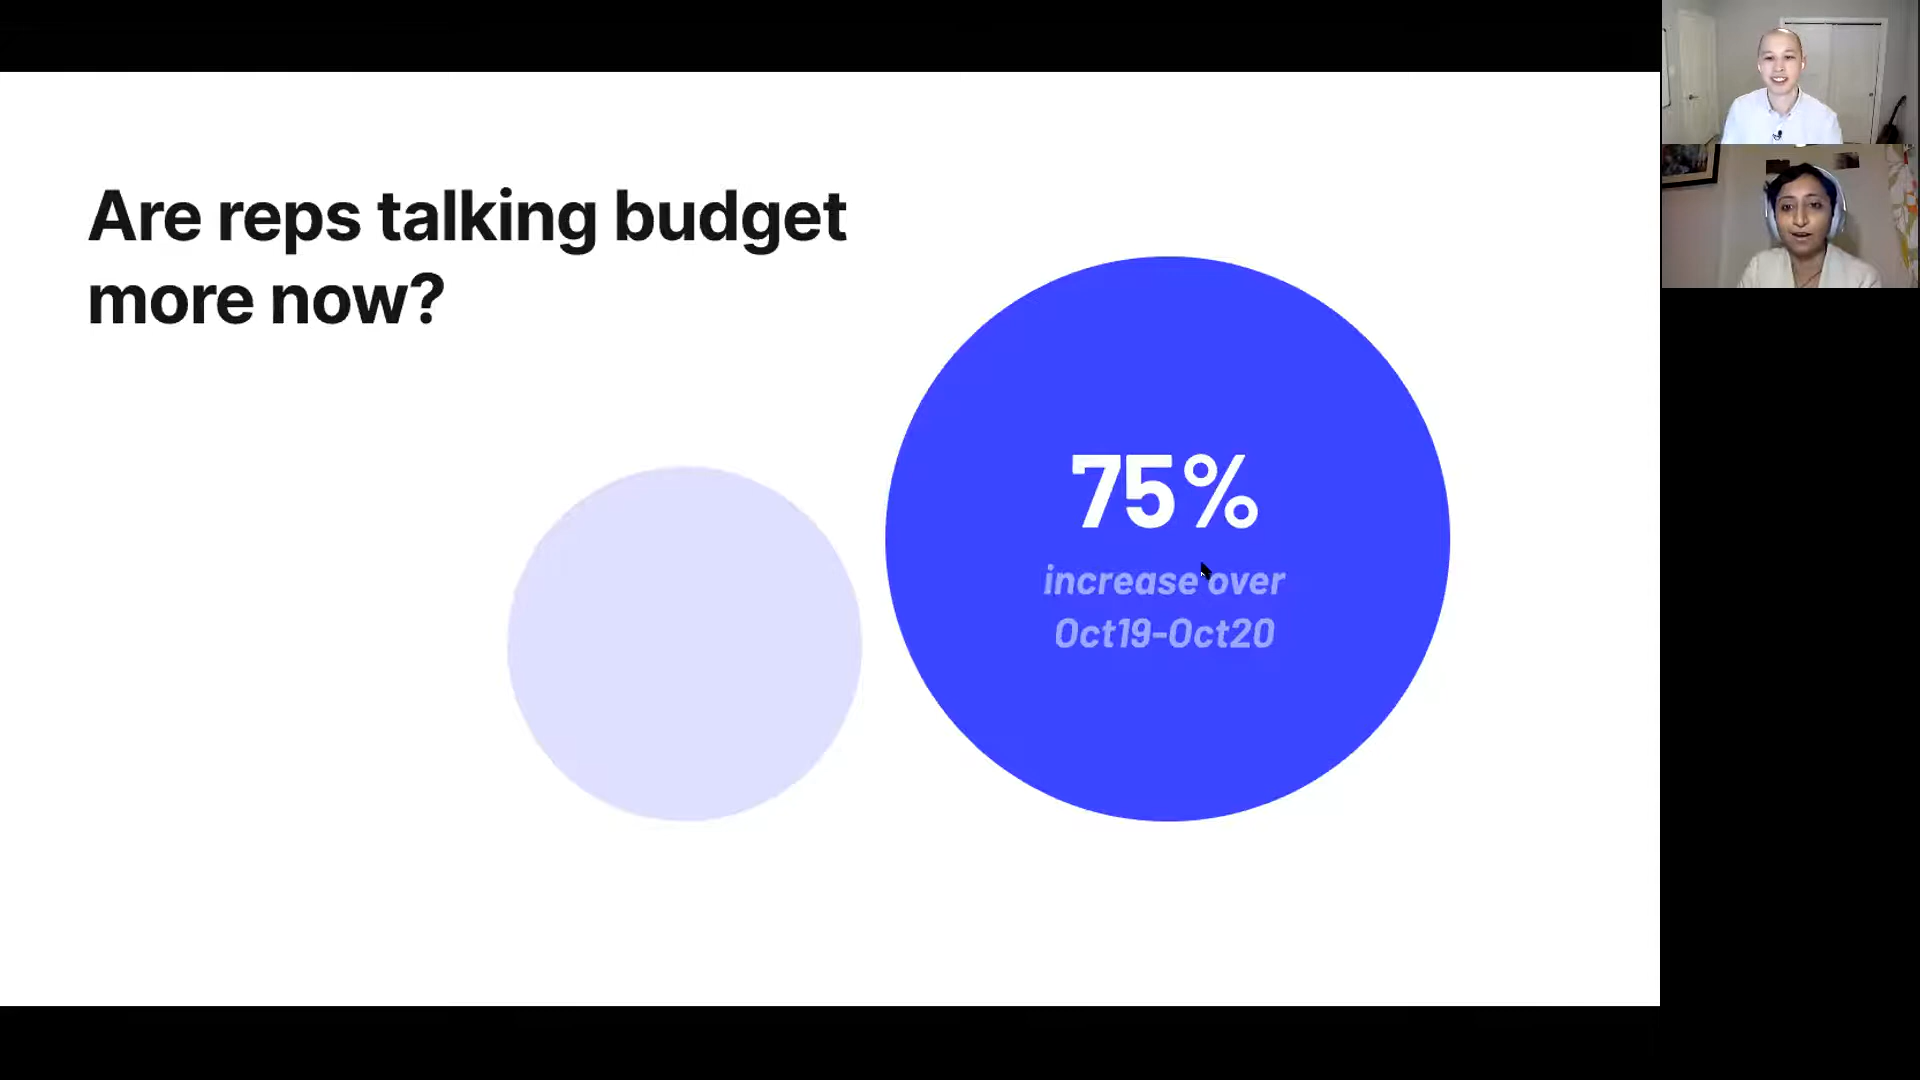 Are reps talking budget
more now?
75%
increase over
Oct19-Oct20